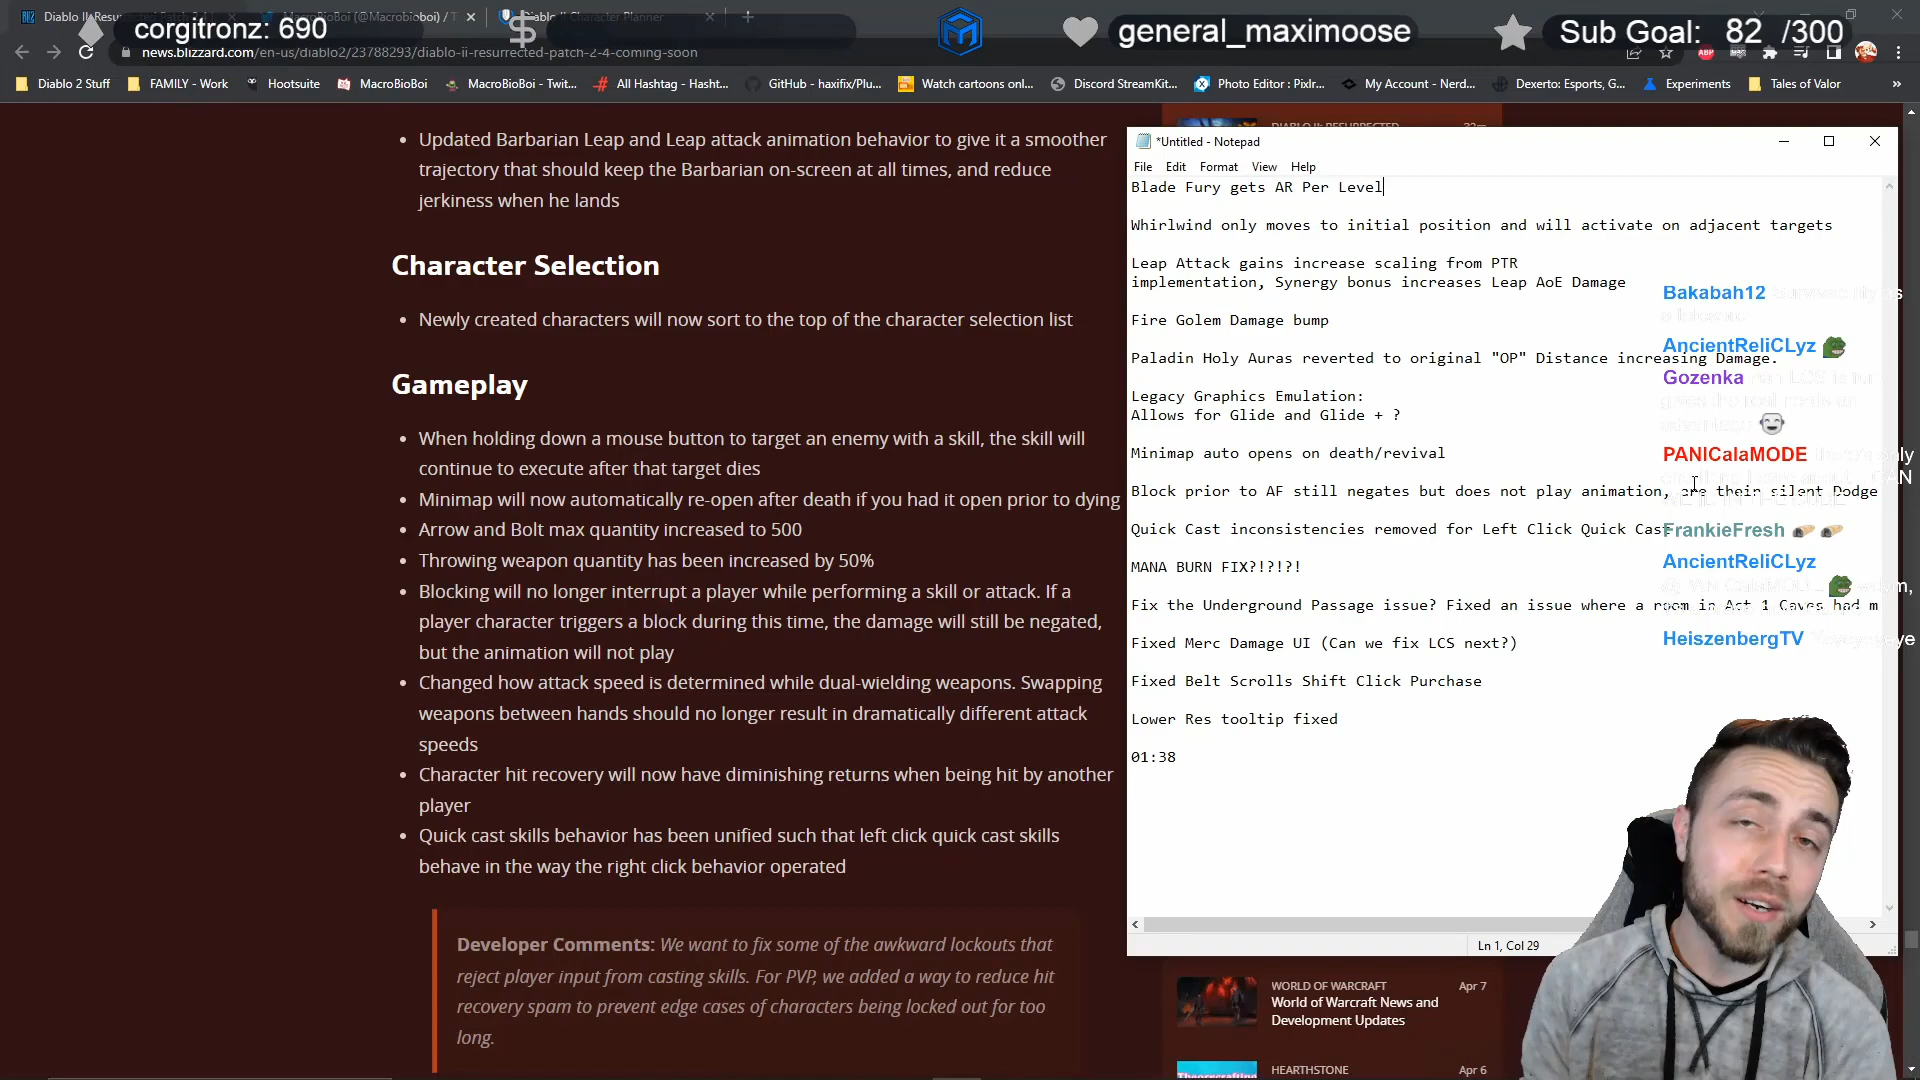 corgitronz: 690
general_maximoose
Sub Goal: 82 /300
MacroBioBoi (@Macrobioboi) / T
Diablo II Character Planner
news.blizzard.com/en-us/diablo2/23788293/diablo-ii-resurrected-patch-2-4-coming-soon
Diablo 2 Stuff
FAMILY - Work
Hootsuite
MacroBioBoi
MacroBioBoi - Twit...
All Hashtag - Hasht...
GitHub - haxifix/Plu...
Watch cartoons onl...
Discord StreamKit...
Photo Editor : Pixlr...
My Account - Nerd...
Dexerto: Esports, G...
Experiments
Tales of Valor
• Updated Barbarian Leap and Leap attack animation behavior to give it a smoother
trajectory that should keep the Barbarian on-screen at all times, and reduce
jerkiness when he lands
Character Selection
• Newly created characters will now sort to the top of the character selection list
Gameplay
• When holding down a mouse button to target an enemy with a skill, the skill will
continue to execute after that target dies
• Minimap will now automatically re-open after death if you had it open prior to dying
• Arrow and Bolt max quantity increased to 500
• Throwing weapon quantity has been increased by 50%
• Blocking will no longer interrupt a player while performing a skill or attack. If a
player character triggers a block during this time, the damage will still be negated,
but the animation will not play
• Changed how attack speed is determined while dual-wielding weapons. Swapping
weapons between hands should no longer result in dramatically different attack
speeds
• Character hit recovery will now have diminishing returns when being hit by another
player
• Quick cast skills behavior has been unified such that left click quick cast skills
behave in the way the right click behavior operated
Developer Comments: We want to fix some of the awkward lockouts that
reject player input from casting skills. For PVP, we added a way to reduce hit
recovery spam to prevent edge cases of characters being locked out for too
long.
DIABLO II: RESURRECTED
*Untitled - Notepad
File Edit Format View Help
Blade Fury gets AR Per Level
Whirlwind only moves to initial position and will activate on adjacent targets
Leap Attack gains increase scaling from PTR
implementation, Synergy bonus increases Leap AoE Damage
Fire Golem Damage bump
Paladin Holy Auras reverted to original "OP" Distance increasing Damage.
Legacy Graphics Emulation:
Allows for Glide and Glide + ?
Minimap auto opens on death/revival
Block prior to AF still negates but does not play animation, are their silent Dodge
Quick Cast inconsistencies removed for Left Click Quick Cast
MANA BURN FIX?!?!?!
Fix the Underground Passage issue? Fixed an issue where a room in Act 1 Caves had m
Fixed Merc Damage UI (Can we fix LCS next?)
Fixed Belt Scrolls Shift Click Purchase
Lower Res tooltip fixed
01:38
Ln 1, Col 29
Bakabah12
AncientReliCLyz
Gozenka
PANICalaMODE
FrankieFresh
AncientReliCLyz
HeiszenbergTV
WORLD OF WARCRAFT
Apr 7
World of Warcraft News and
Development Updates
HEARTHSTONE
Apr 6